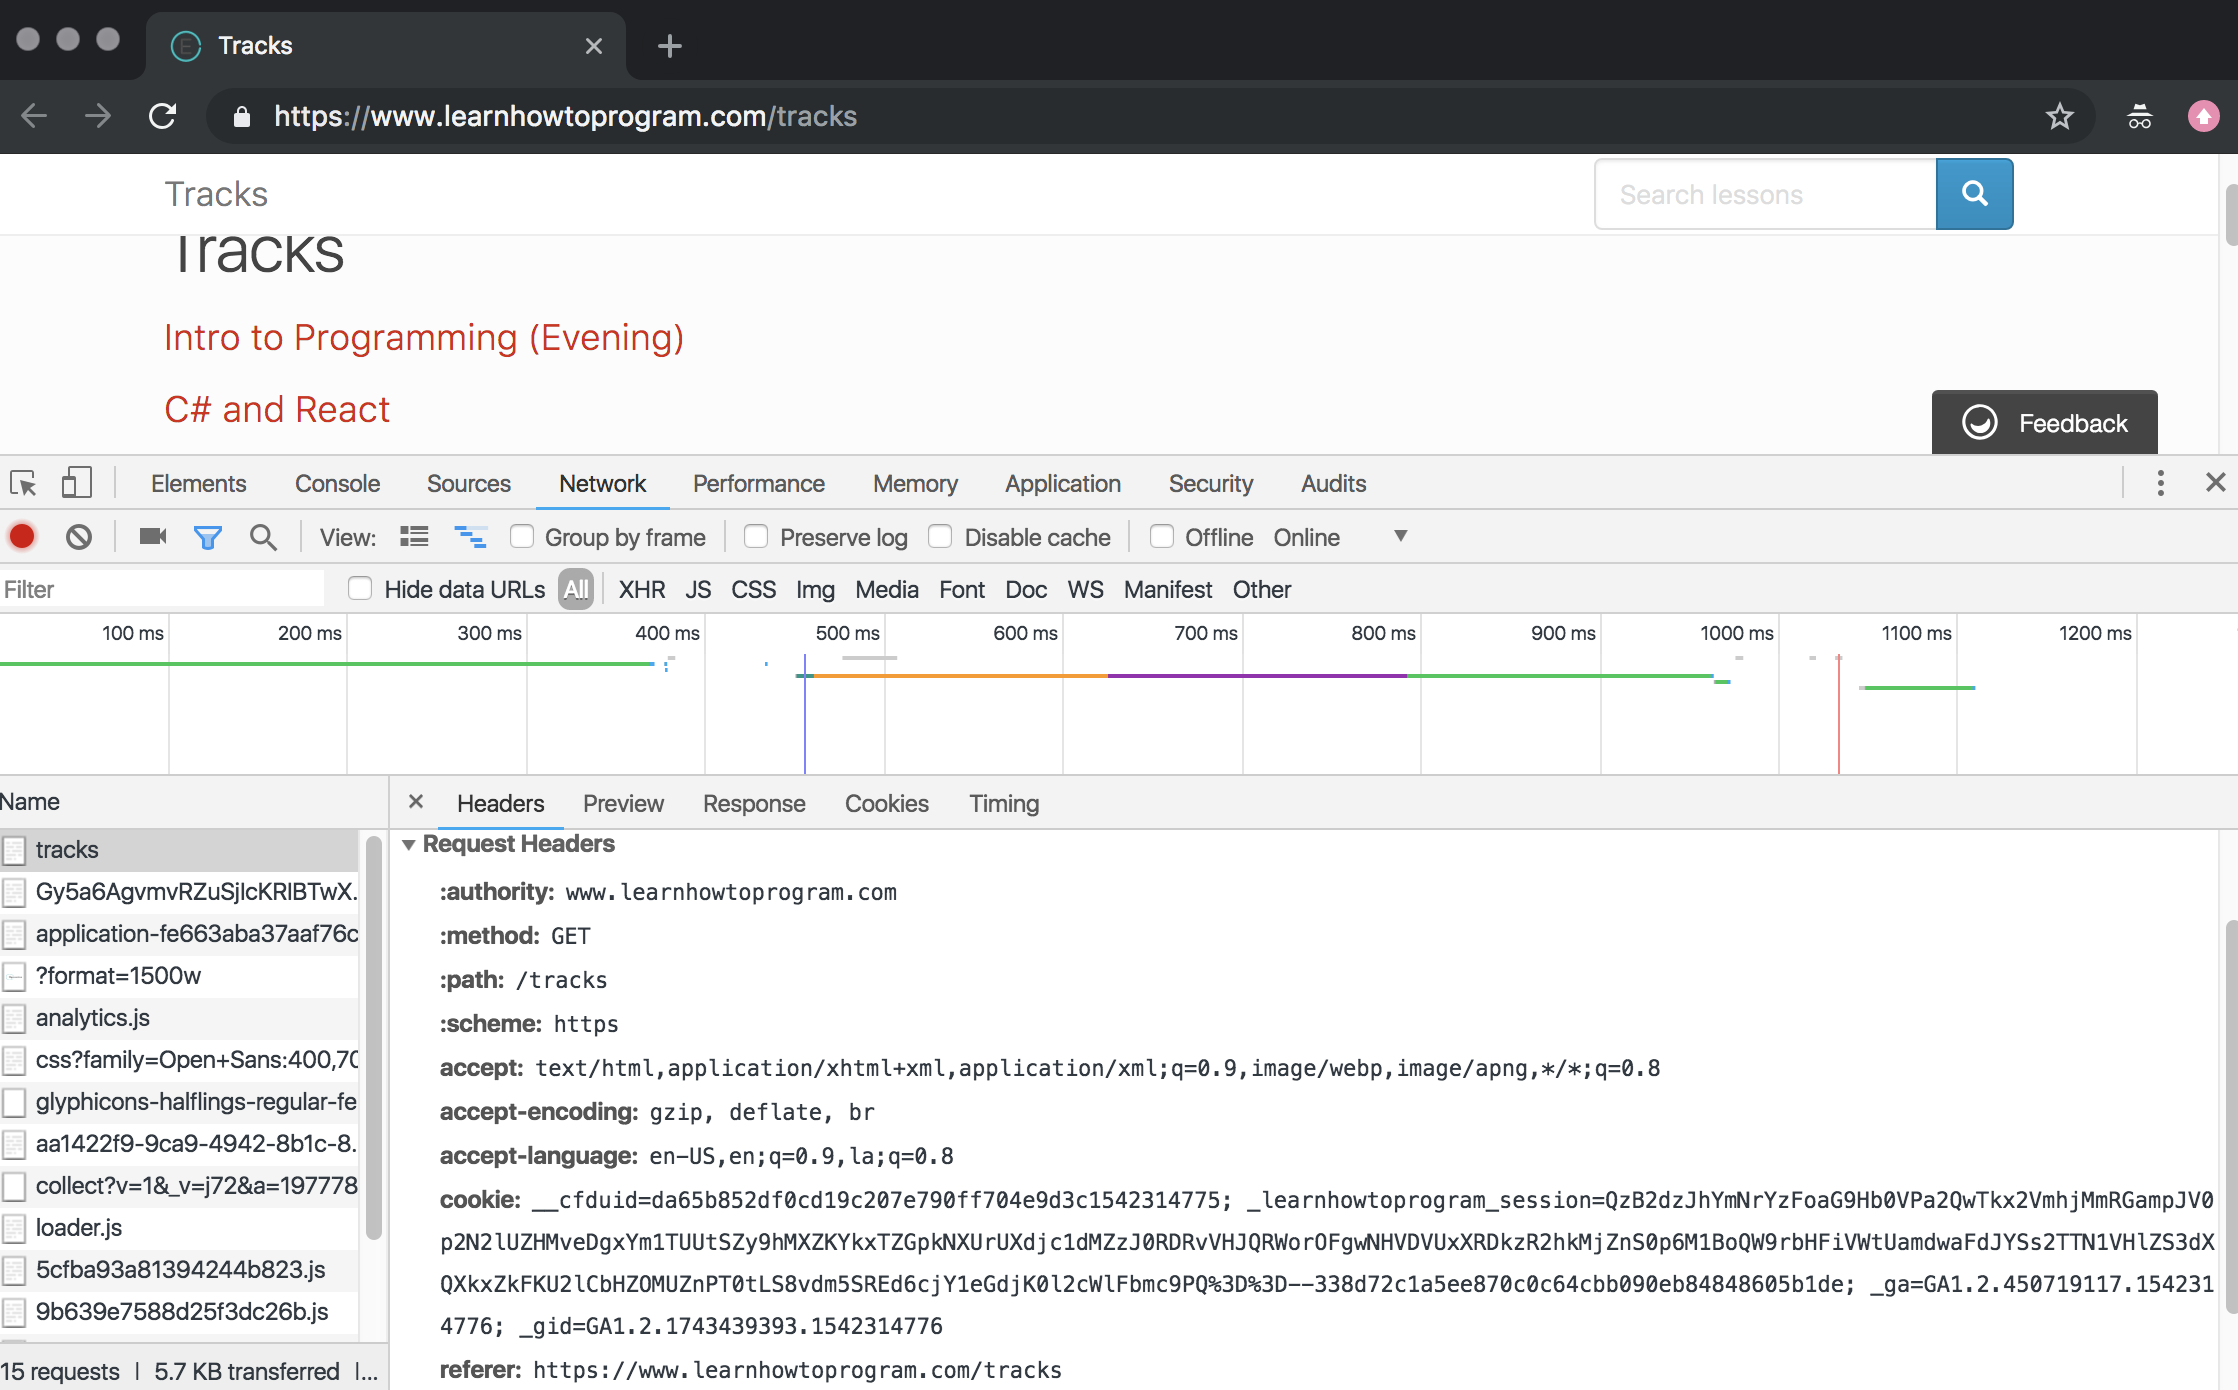 Tracks
https://www.learnhowtoprogram.com/tracks
Tracks
Search lessons
Tracks
Intro to Programming (Evening)
C# and React
Feedback
Elements Console Sources Network Performance Memory Application Security Audits
View: Group by frame Preserve log Disable cache Offline Online
Filter Hide data URLs All XHR JS CSS Img Media Font Doc WS Manifest Other
100 ms 200 ms 300 ms 400 ms 500 ms 600 ms 700 ms 800 ms 900 ms 1000 ms 1100 ms 1200 ms
Name
Headers Preview Response Cookies Timing
tracks
Gy5a6AgvmvRZuSjlcKRlBTwX.
application-fe663aba37aaf76c
?format=1500w
analytics.js
css?family=Open+Sans:400,70
glyphicons-halflings-regular-fe
aa1422f9-9ca9-4942-8b1c-8.
collect?v=1&_v=j72&a=197778
loader.js
5cfba93a81394244b823.js
9b639e7588d25f3dc26b.js
15 requests | 5.7 KB transferred | ...
Request Headers
:authority: www.learnhowtoprogram.com
:method: GET
:path: /tracks
:scheme: https
accept: text/html,application/xhtml+xml,application/xml;q=0.9,image/webp,image/apng,*/*;q=0.8
accept-encoding: gzip, deflate, br
accept-language: en-US,en;q=0.9,la;q=0.8
cookie: __cfduid=da65b852df0cd19c207e790ff704e9d3c1542314775; _learnhowtoprogram_session=QzB2dzJhYmNrYzFoaG9Hb0VPa2QwTkx2VmhjMmRGampJV0
p2N2lUZHMveDgxYm1TUUtSZy9hMXZKYkxTZGpkNXUrUXdjc1dMZzJ0RDRvVHJQRWorOFgwNHVDVUxXRDkzR2hkMjZnS0p6M1BoQW9rbHFiVWtUamdwaFdJYSs2TTN1VHlZS3dX
QXkxZkFKU2lCbHZOMUZnPT0tLS8vdm5SREd6cjY1eGdjK0l2cWlFbmc9PQ%3D%3D--338d72c1a5ee870c0c64cbb090eb84848605b1de; _ga=GA1.2.450719117.154231
4776; _gid=GA1.2.1743439393.1542314776
referer: https://www.learnhowtoprogram.com/tracks